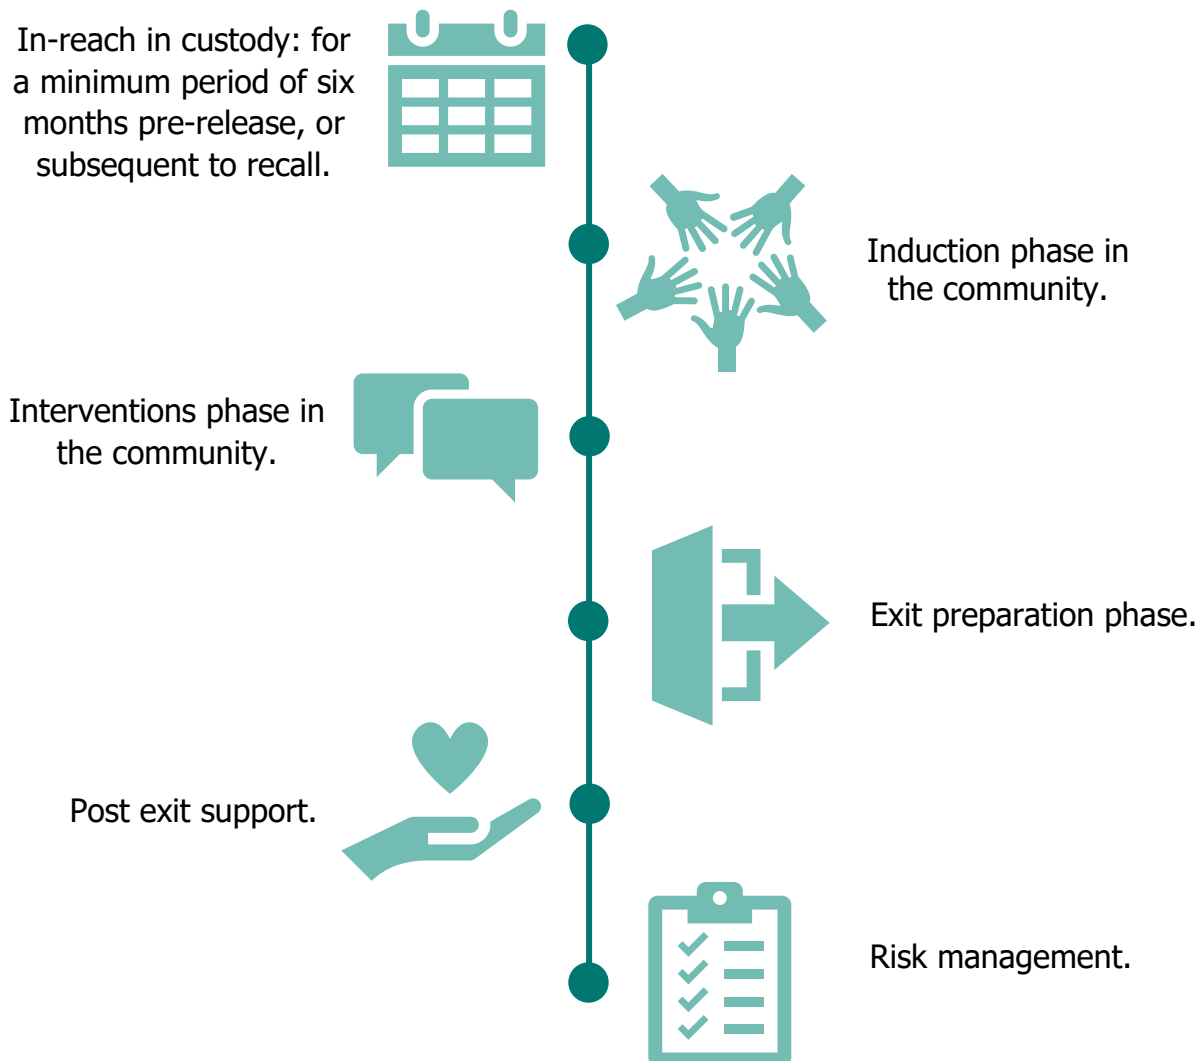 In-reach in custody: for
a minimum period of six
months pre-release, or
subsequent to recall.
Induction phase in
the community.
Interventions phase in
the community.
Exit preparation phase.
Post exit support.
Risk management.